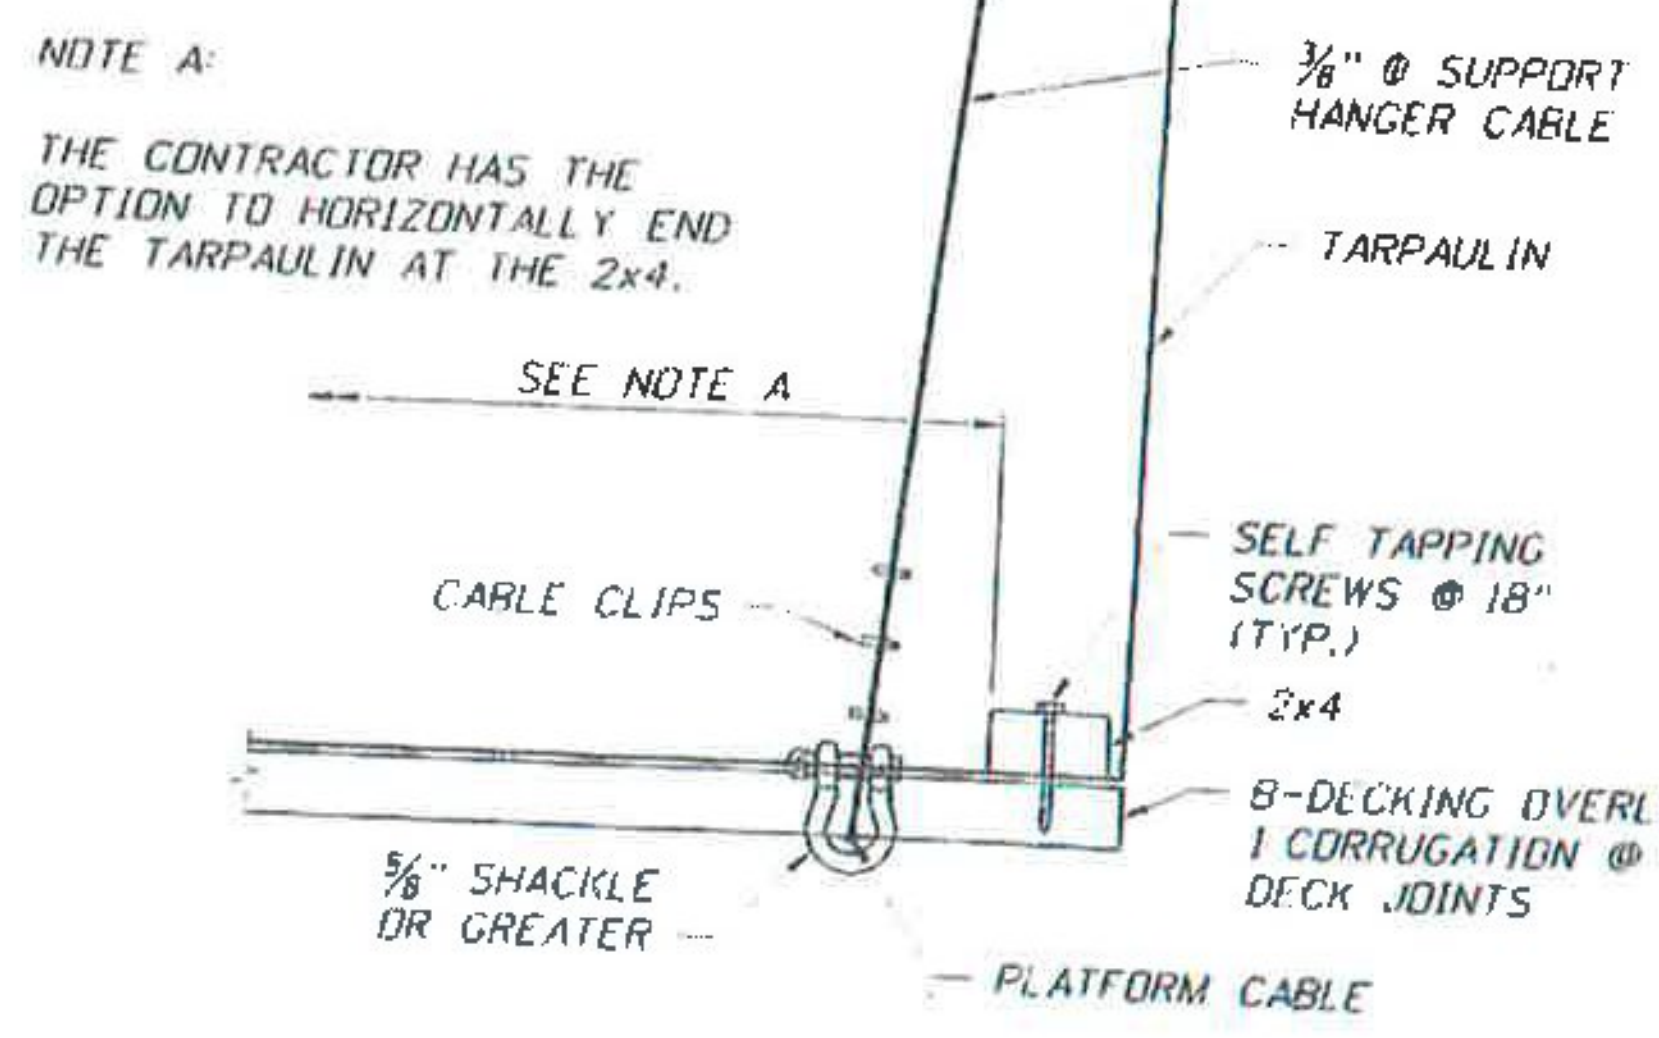 NOTE A:
THE CONTRACTOR HAS THE
OPTION TO HORIZONTALLY END
THE TARPAULIN AT THE 2x4.
3/8" @ SUPPORT
HANGER CABLE
TARPAULIN
SEE NOTE A
SELF TAPPING
SCREWS @ 18"
(TYP.)
CABLE CLIPS
2x4
B-DECKING OVERL
1 CORRUGATION @
DECK JOINTS
5/8" SHACKLE
OR GREATER
PLATFORM CABLE